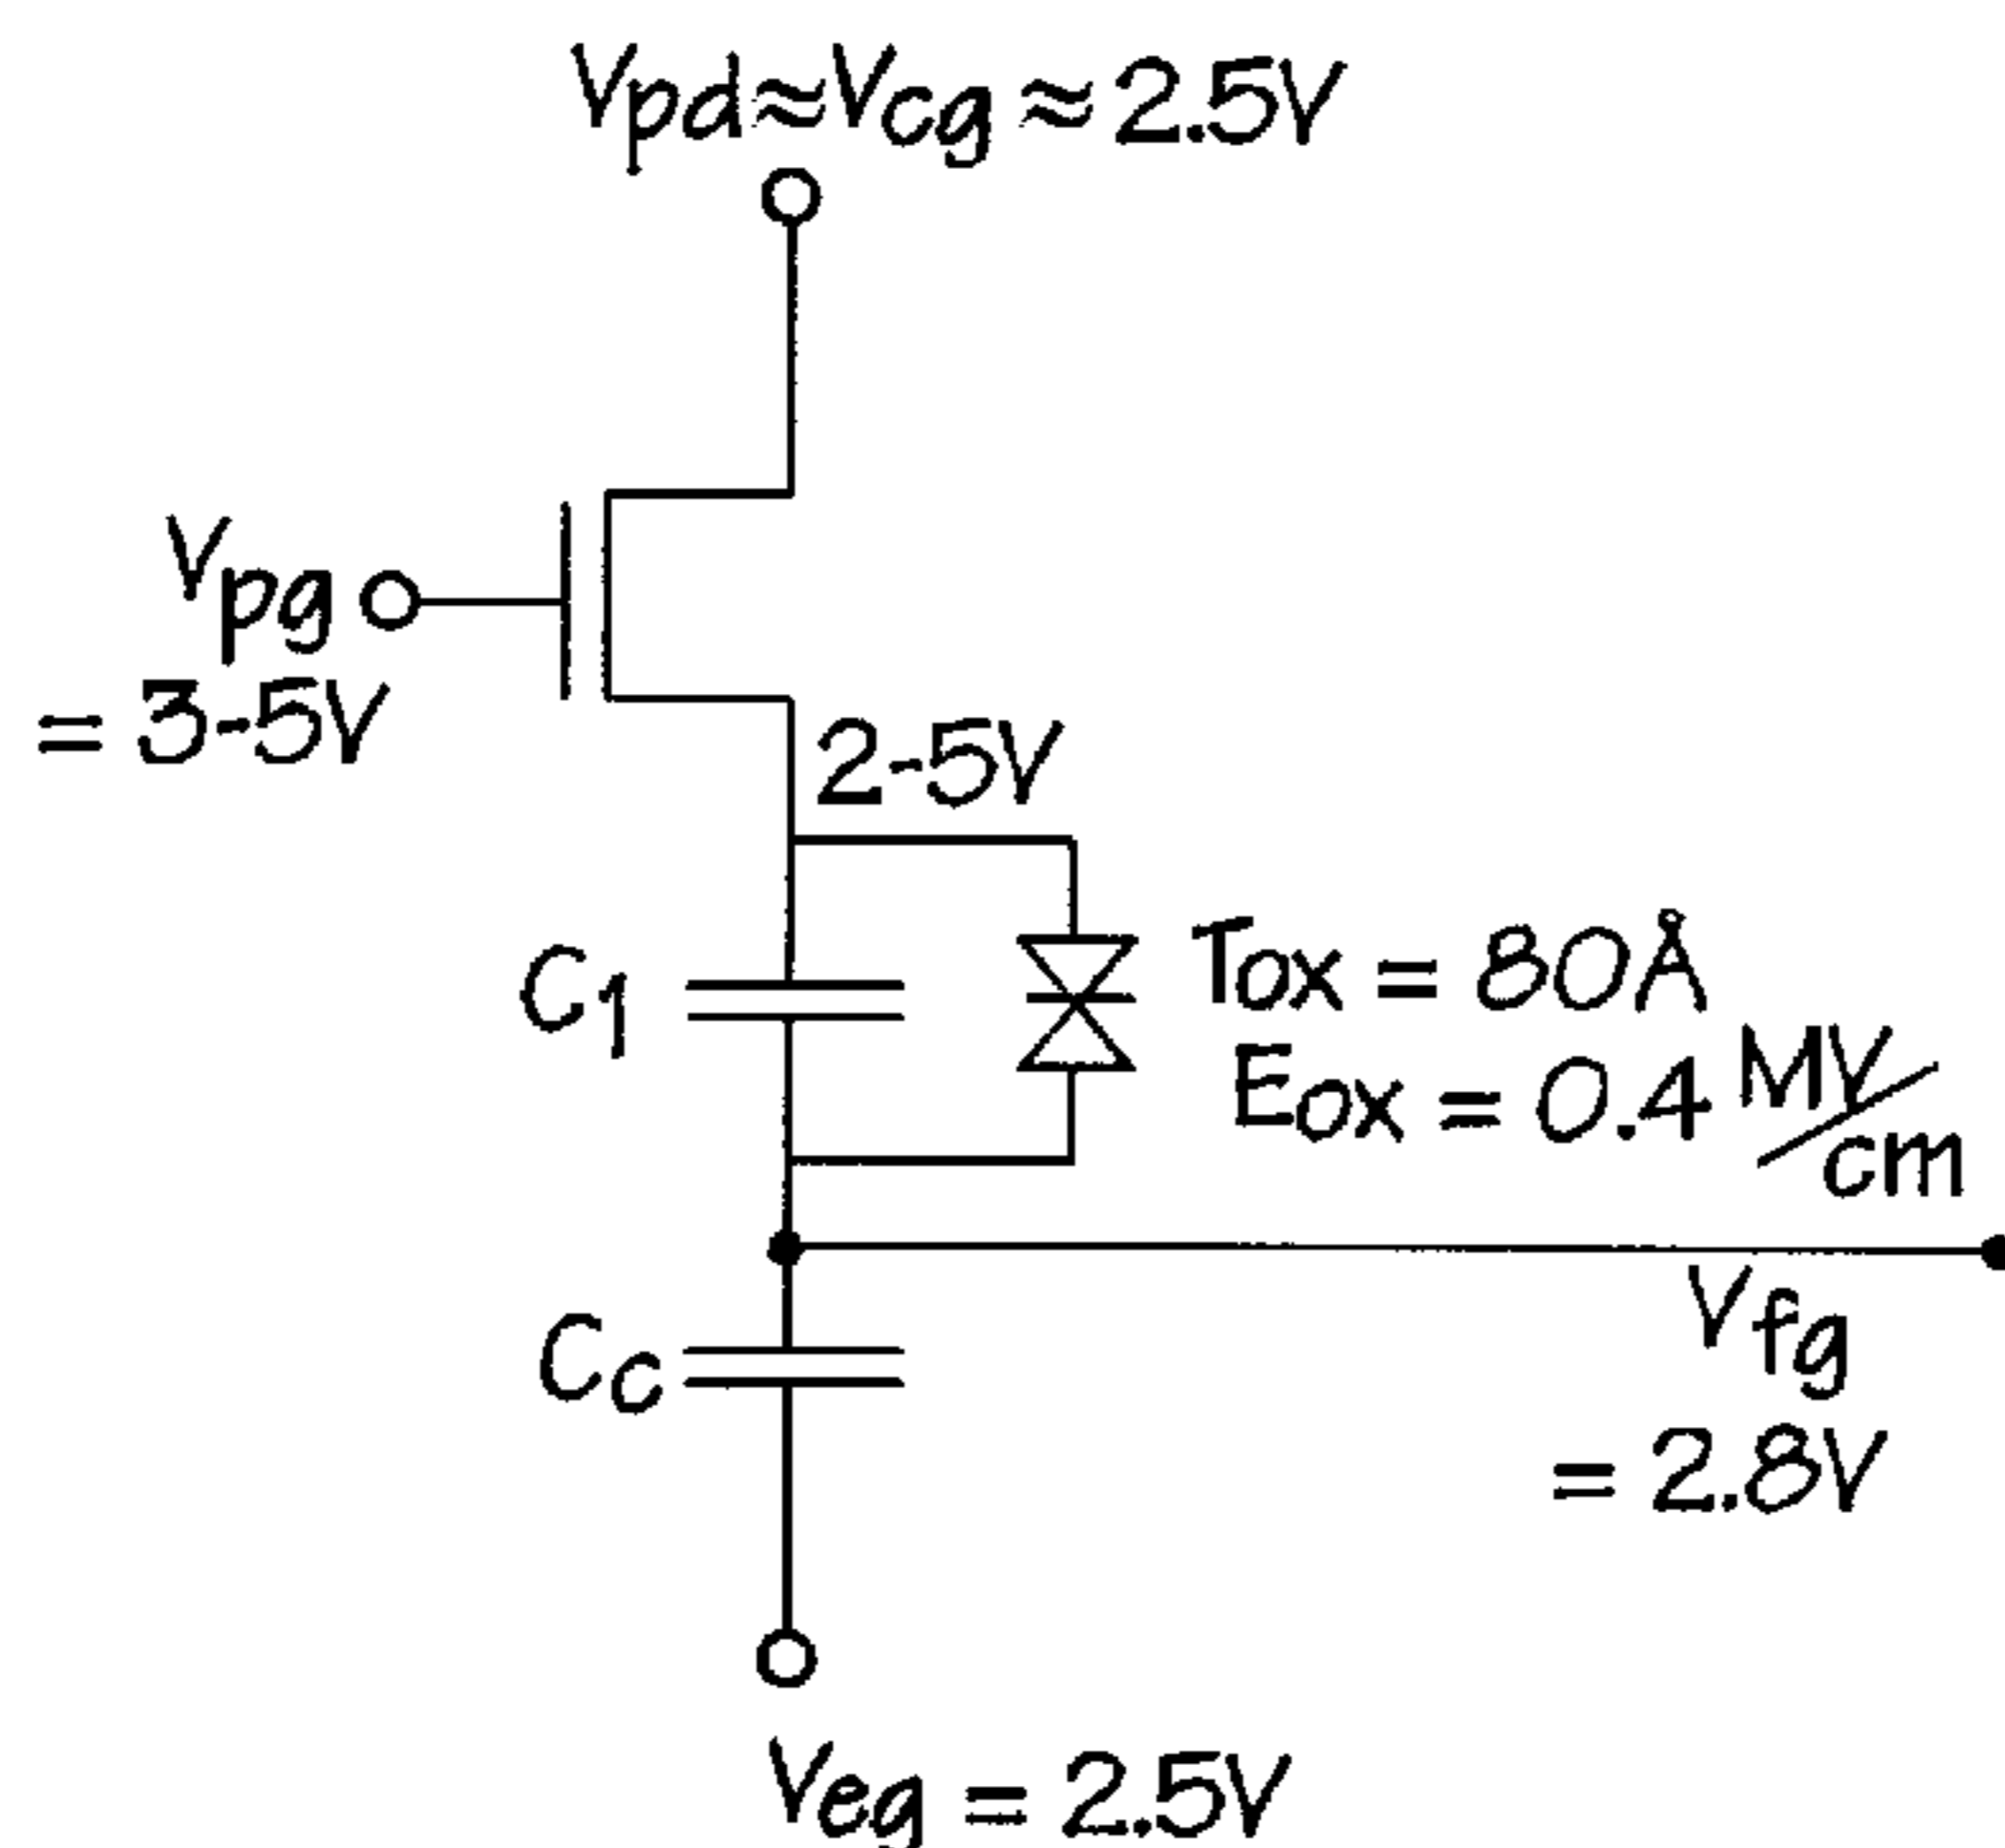 Vpd≈Vcg≈2.5V
Vpg
= 3-5V
2-5V
C1
Tox = 80Å
Eox = 0.4 MV/cm
Vfg
= 2.8V
Cc
Veg = 2.5V